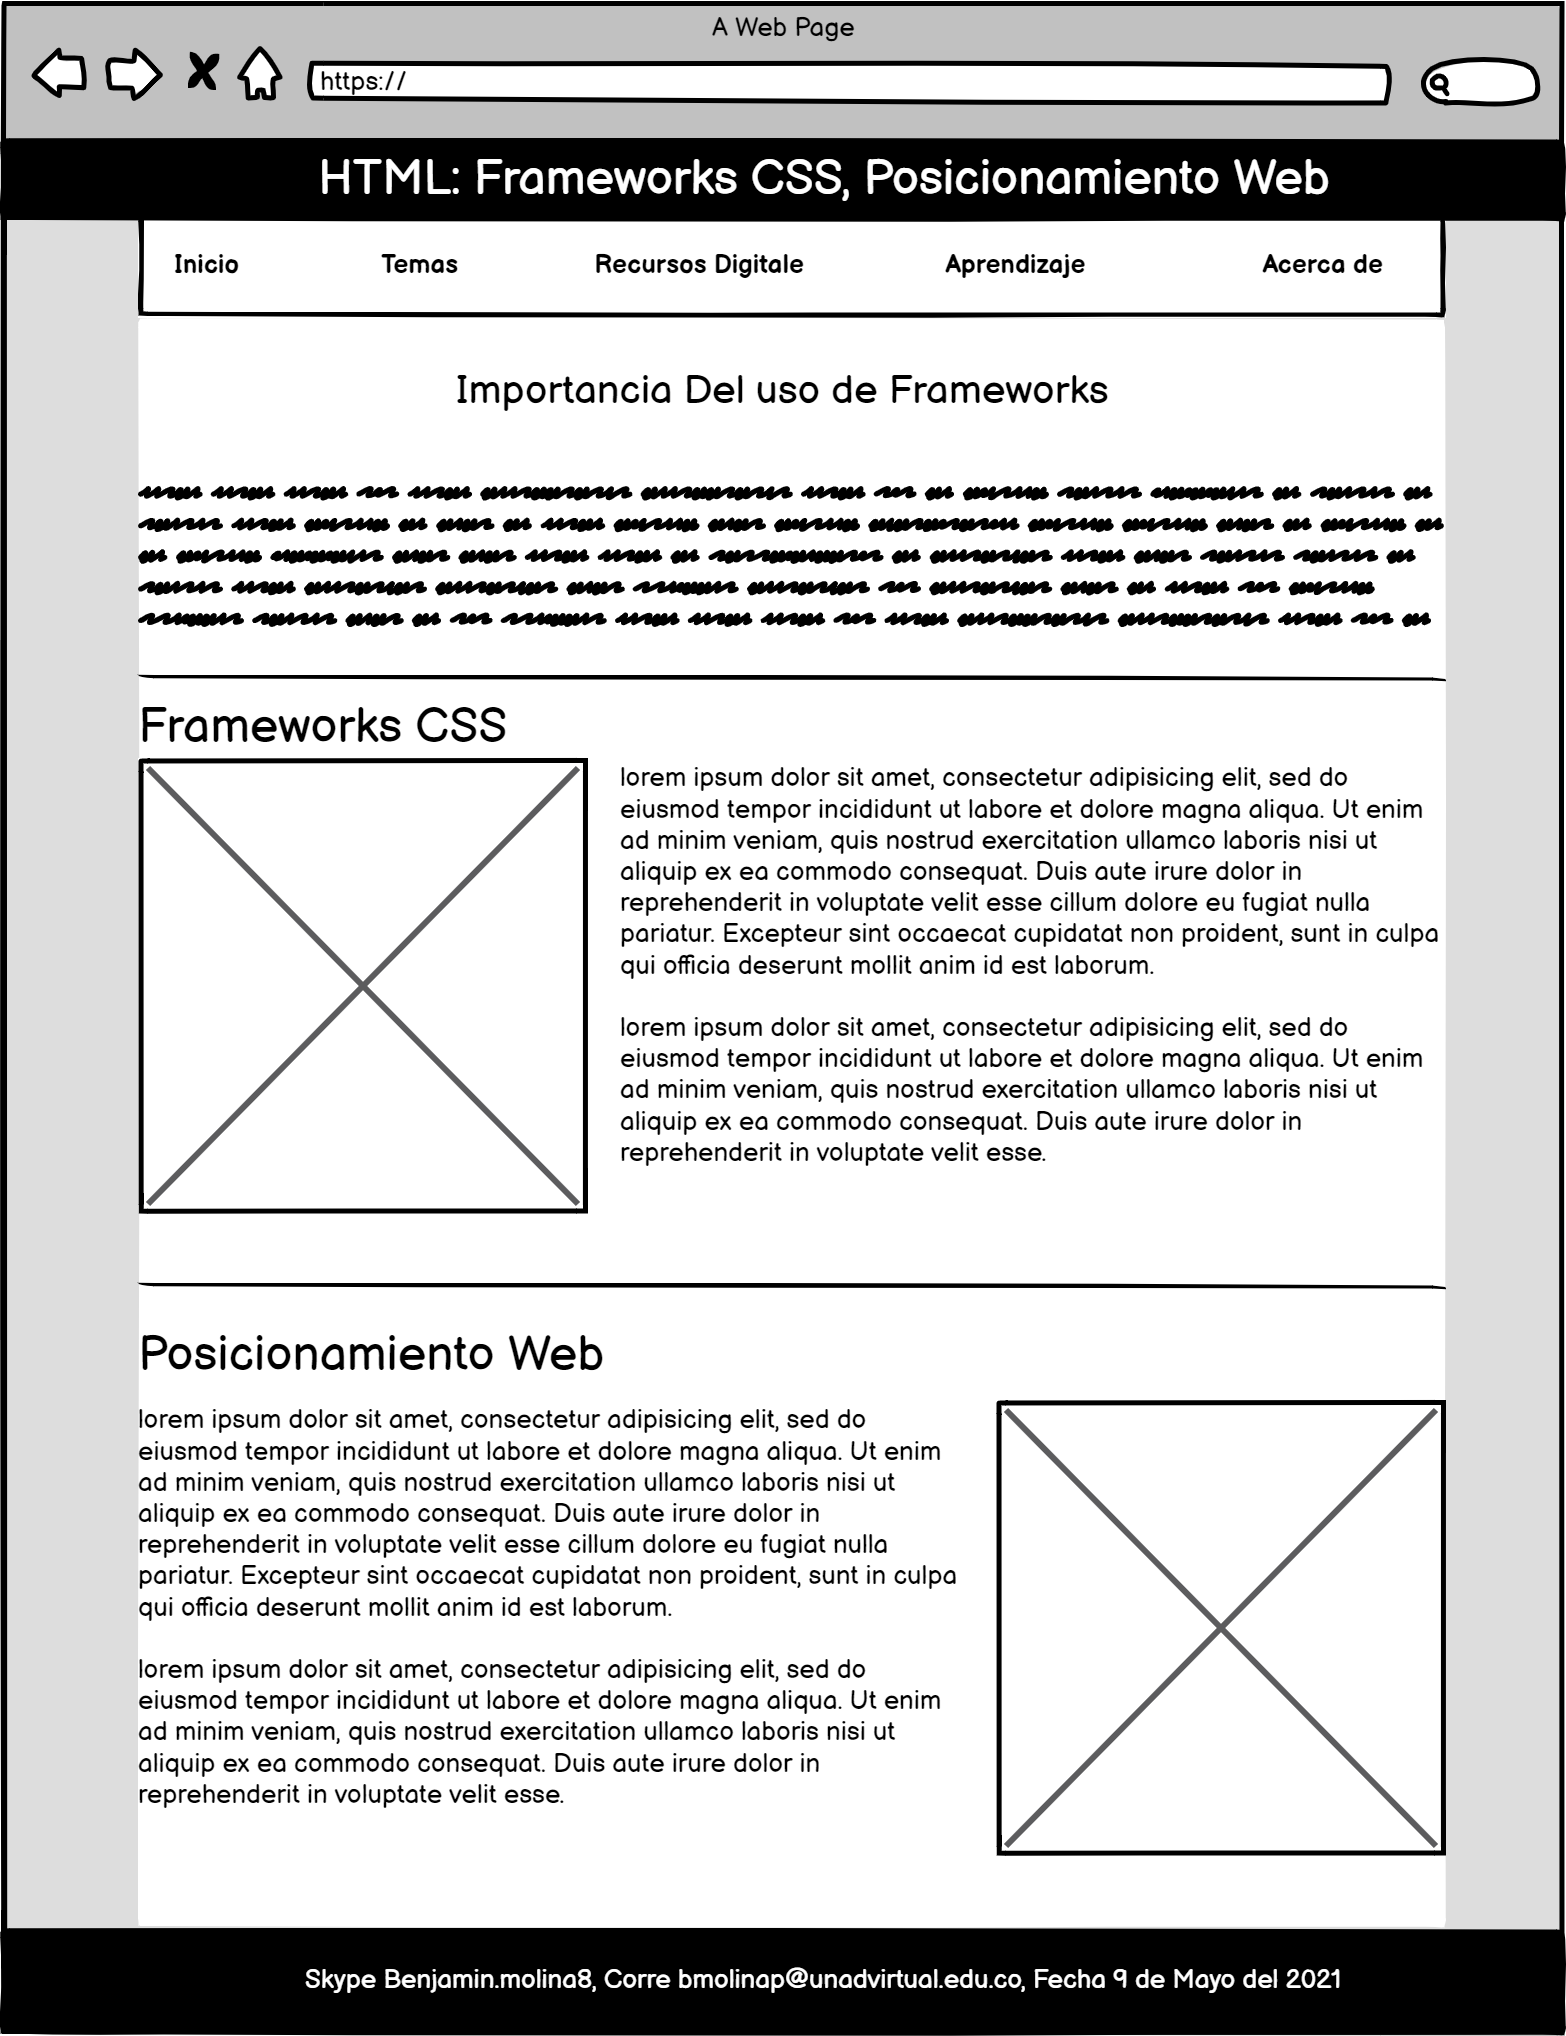 A Web Page
https://
HTML: Frameworks CSS, Posicionamiento Web
Inicio Temas Recursos Digitale Aprendizaje Acerca de
Importancia Del uso de Frameworks
Frameworks CSS
lorem ipsum dolor sit amet, consectetur adipisicing elit, sed do
eiusmod tempor incididunt ut labore et dolore magna aliqua. Ut enim
ad minim veniam, quis nostrud exercitation ullamco laboris nisi ut
aliquip ex ea commodo consequat. Duis aute irure dolor in
reprehenderit in voluptate velit esse cillum dolore eu fugiat nulla
pariatur. Excepteur sint occaecat cupidatat non proident, sunt in culpa
qui officia deserunt mollit anim id est laborum.
lorem ipsum dolor sit amet, consectetur adipisicing elit, sed do
eiusmod tempor incididunt ut labore et dolore magna aliqua. Ut enim
ad minim veniam, quis nostrud exercitation ullamco laboris nisi ut
aliquip ex ea commodo consequat. Duis aute irure dolor in
reprehenderit in voluptate velit esse.
Posicionamiento Web
lorem ipsum dolor sit amet, consectetur adipisicing elit, sed do
eiusmod tempor incididunt ut labore et dolore magna aliqua. Ut enim
ad minim veniam, quis nostrud exercitation ullamco laboris nisi ut
aliquip ex ea commodo consequat. Duis aute irure dolor in
reprehenderit in voluptate velit esse cillum dolore eu fugiat nulla
pariatur. Excepteur sint occaecat cupidatat non proident, sunt in culpa
qui officia deserunt mollit anim id est laborum.
lorem ipsum dolor sit amet, consectetur adipisicing elit, sed do
eiusmod tempor incididunt ut labore et dolore magna aliqua. Ut enim
ad minim veniam, quis nostrud exercitation ullamco laboris nisi ut
aliquip ex ea commodo consequat. Duis aute irure dolor in
reprehenderit in voluptate velit esse.
Skype Benjamin.molina8, Corre bmolinap@unadvirtual.edu.co, Fecha 9 de Mayo del 2021